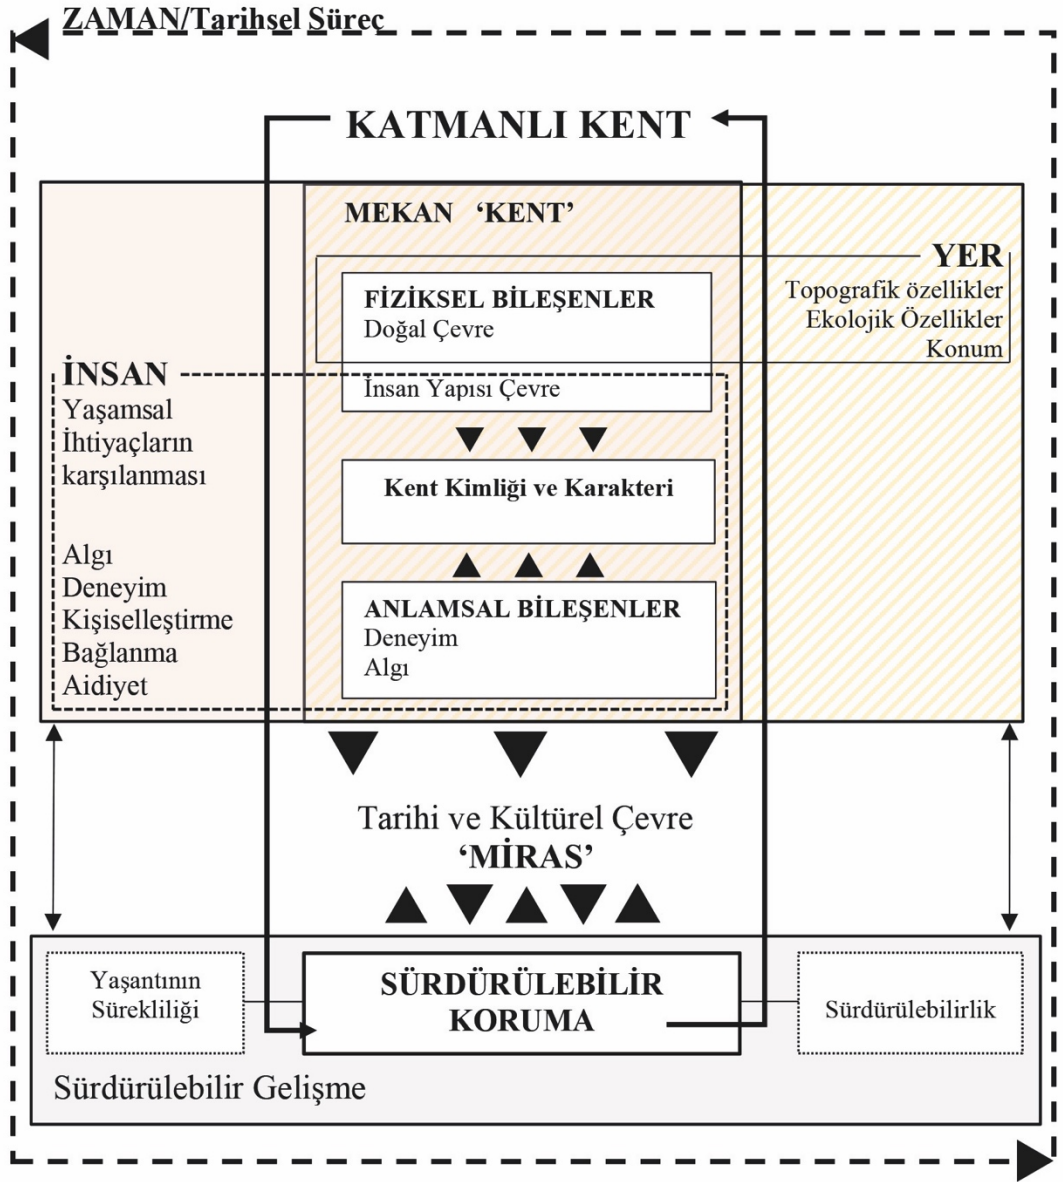 ZAMAN/Tarihsel Süreç
KATMANLI KENT
MEKAN ‘KENT’
YER
Topografik özellikler
Ekolojik Özellikler
Konum
FİZİKSEL BİLEŞENLER
Doğal Çevre
İnsan Yapısı Çevre
İNSAN
Yaşamsal
İhtiyaçların
karşılanması
Algı
Deneyim
Kişiselleştirme
Bağlanma
Aidiyet
Kent Kimliği ve Karakteri
ANLAMSAL BİLEŞENLER
Deneyim
Algı
Tarihi ve Kültürel Çevre
‘MİRAS’
Yaşantının
Sürekliliği
SÜRDÜRÜLEBİLİR
KORUMA
Sürdürülebilirlik
Sürdürülebilir Gelişme